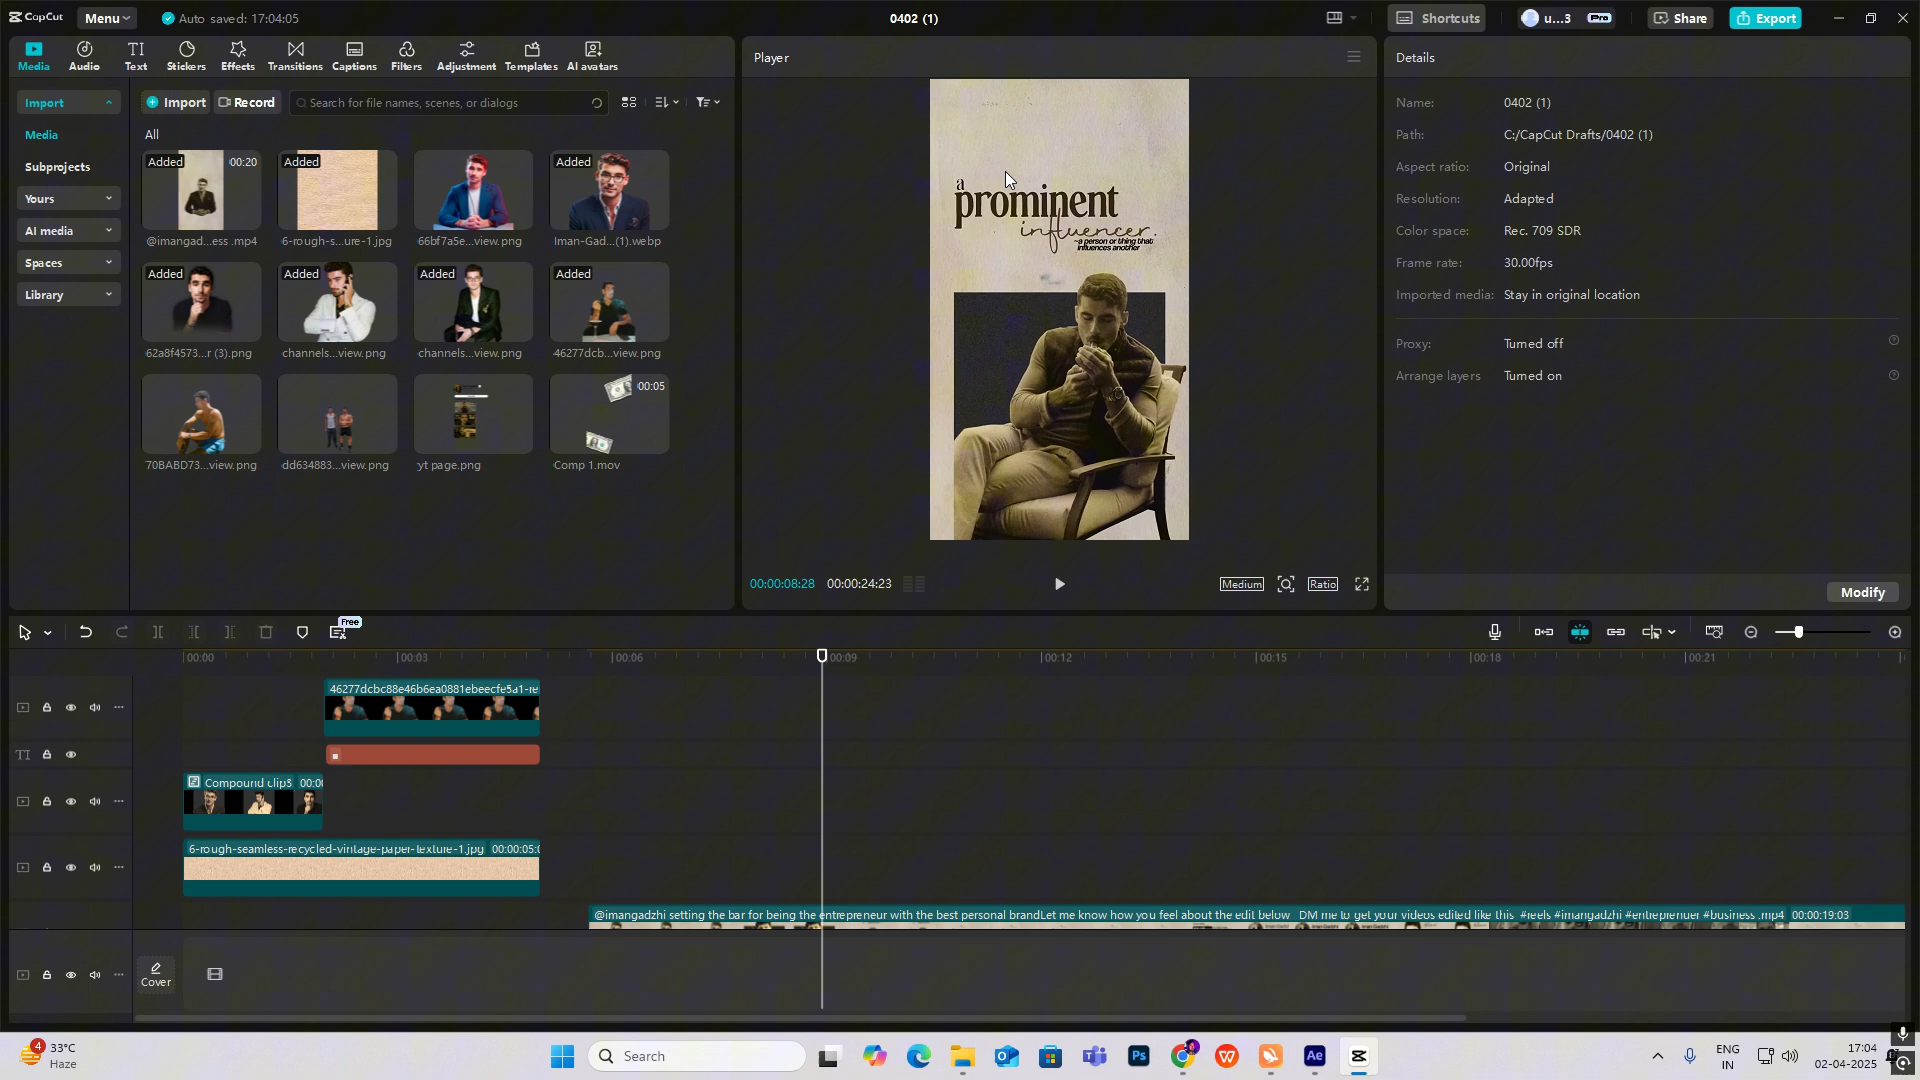 CapCut
Menu
Auto saved: 17:04:05
0402 (1)
Shortcuts
u...3
Pro
Share
Export
Media
Audio
Text
Stickers
Effects
Transitions
Captions
Filters
Adjustment
Templates
AI avatars
Import
Media
Subprojects
Yours
AI media
Spaces
Library
Import
Record
Search for file names, scenes, or dialogs
All
Added
00:20
Added
Added
@imangad...ess .mp4
6-rough-s...ure-1.jpg
66bf7a5e...view.png
Iman-Gad...(1).webp
Added
Added
Added
Added
62a8f4573...r (3).png
channels...view.png
channels...view.png
46277dcb...view.png
00:05
70BABD73...view.png
dd634883...view.png
yt page.png
Comp 1.mov
Player
a
prominent
influencer.
~a person or thing that
influences another
00:00:08:28
00:00:24:23
Medium
Ratio
Details
Name:
0402 (1)
Path:
C:/CapCut Drafts/0402 (1)
Aspect ratio:
Original
Resolution:
Adapted
Color space:
Rec. 709 SDR
Frame rate:
30.00fps
Imported media:
Stay in original location
Proxy:
Turned off
Arrange layers
Turned on
Modify
Free
00:00
00:03
00:06
00:09
00:12
00:15
00:18
00:21
46277dcbc88e46b6ea0881ebeecfe5a1-re
TI
Compound clip8
00:00
6-rough-seamless-recycled-vintage-paper-texture-1.jpg
00:00:05:0
@imangadzhi setting the bar for being the entrepreneur with the best personal brandLet me know how you feel about the edit below DM me to get your videos edited like this #reels #imangadzhi #entreprenuer #business .mp4
00:00:19:03
Cover
4
33°C
Haze
Search
Ps
Ae
ENG
IN
17:04
02-04-2025